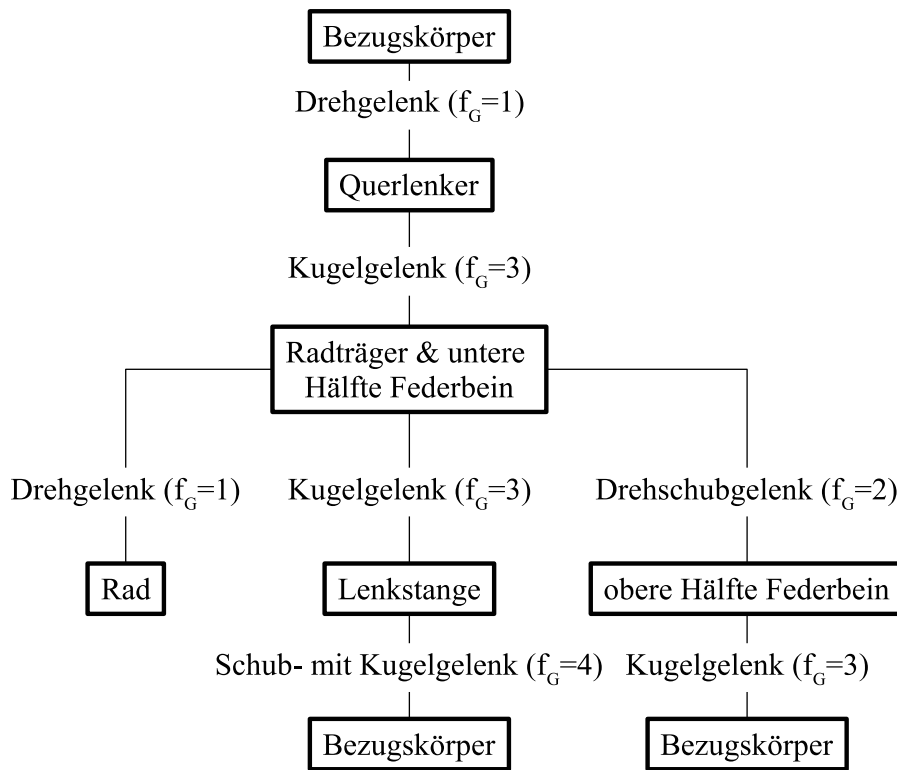 Bezugskörper
Drehgelenk (f_G=1)
Querlenker
Kugelgelenk (f_G=3)
Radträger & untere
Hälfte Federbein
Drehgelenk (f_G=1)
Kugelgelenk (f_G=3)
Drehschubgelenk (f_G=2)
Rad
Lenkstange
obere Hälfte Federbein
Schub- mit Kugelgelenk (f_G=4)
Kugelgelenk (f_G=3)
Bezugskörper
Bezugskörper